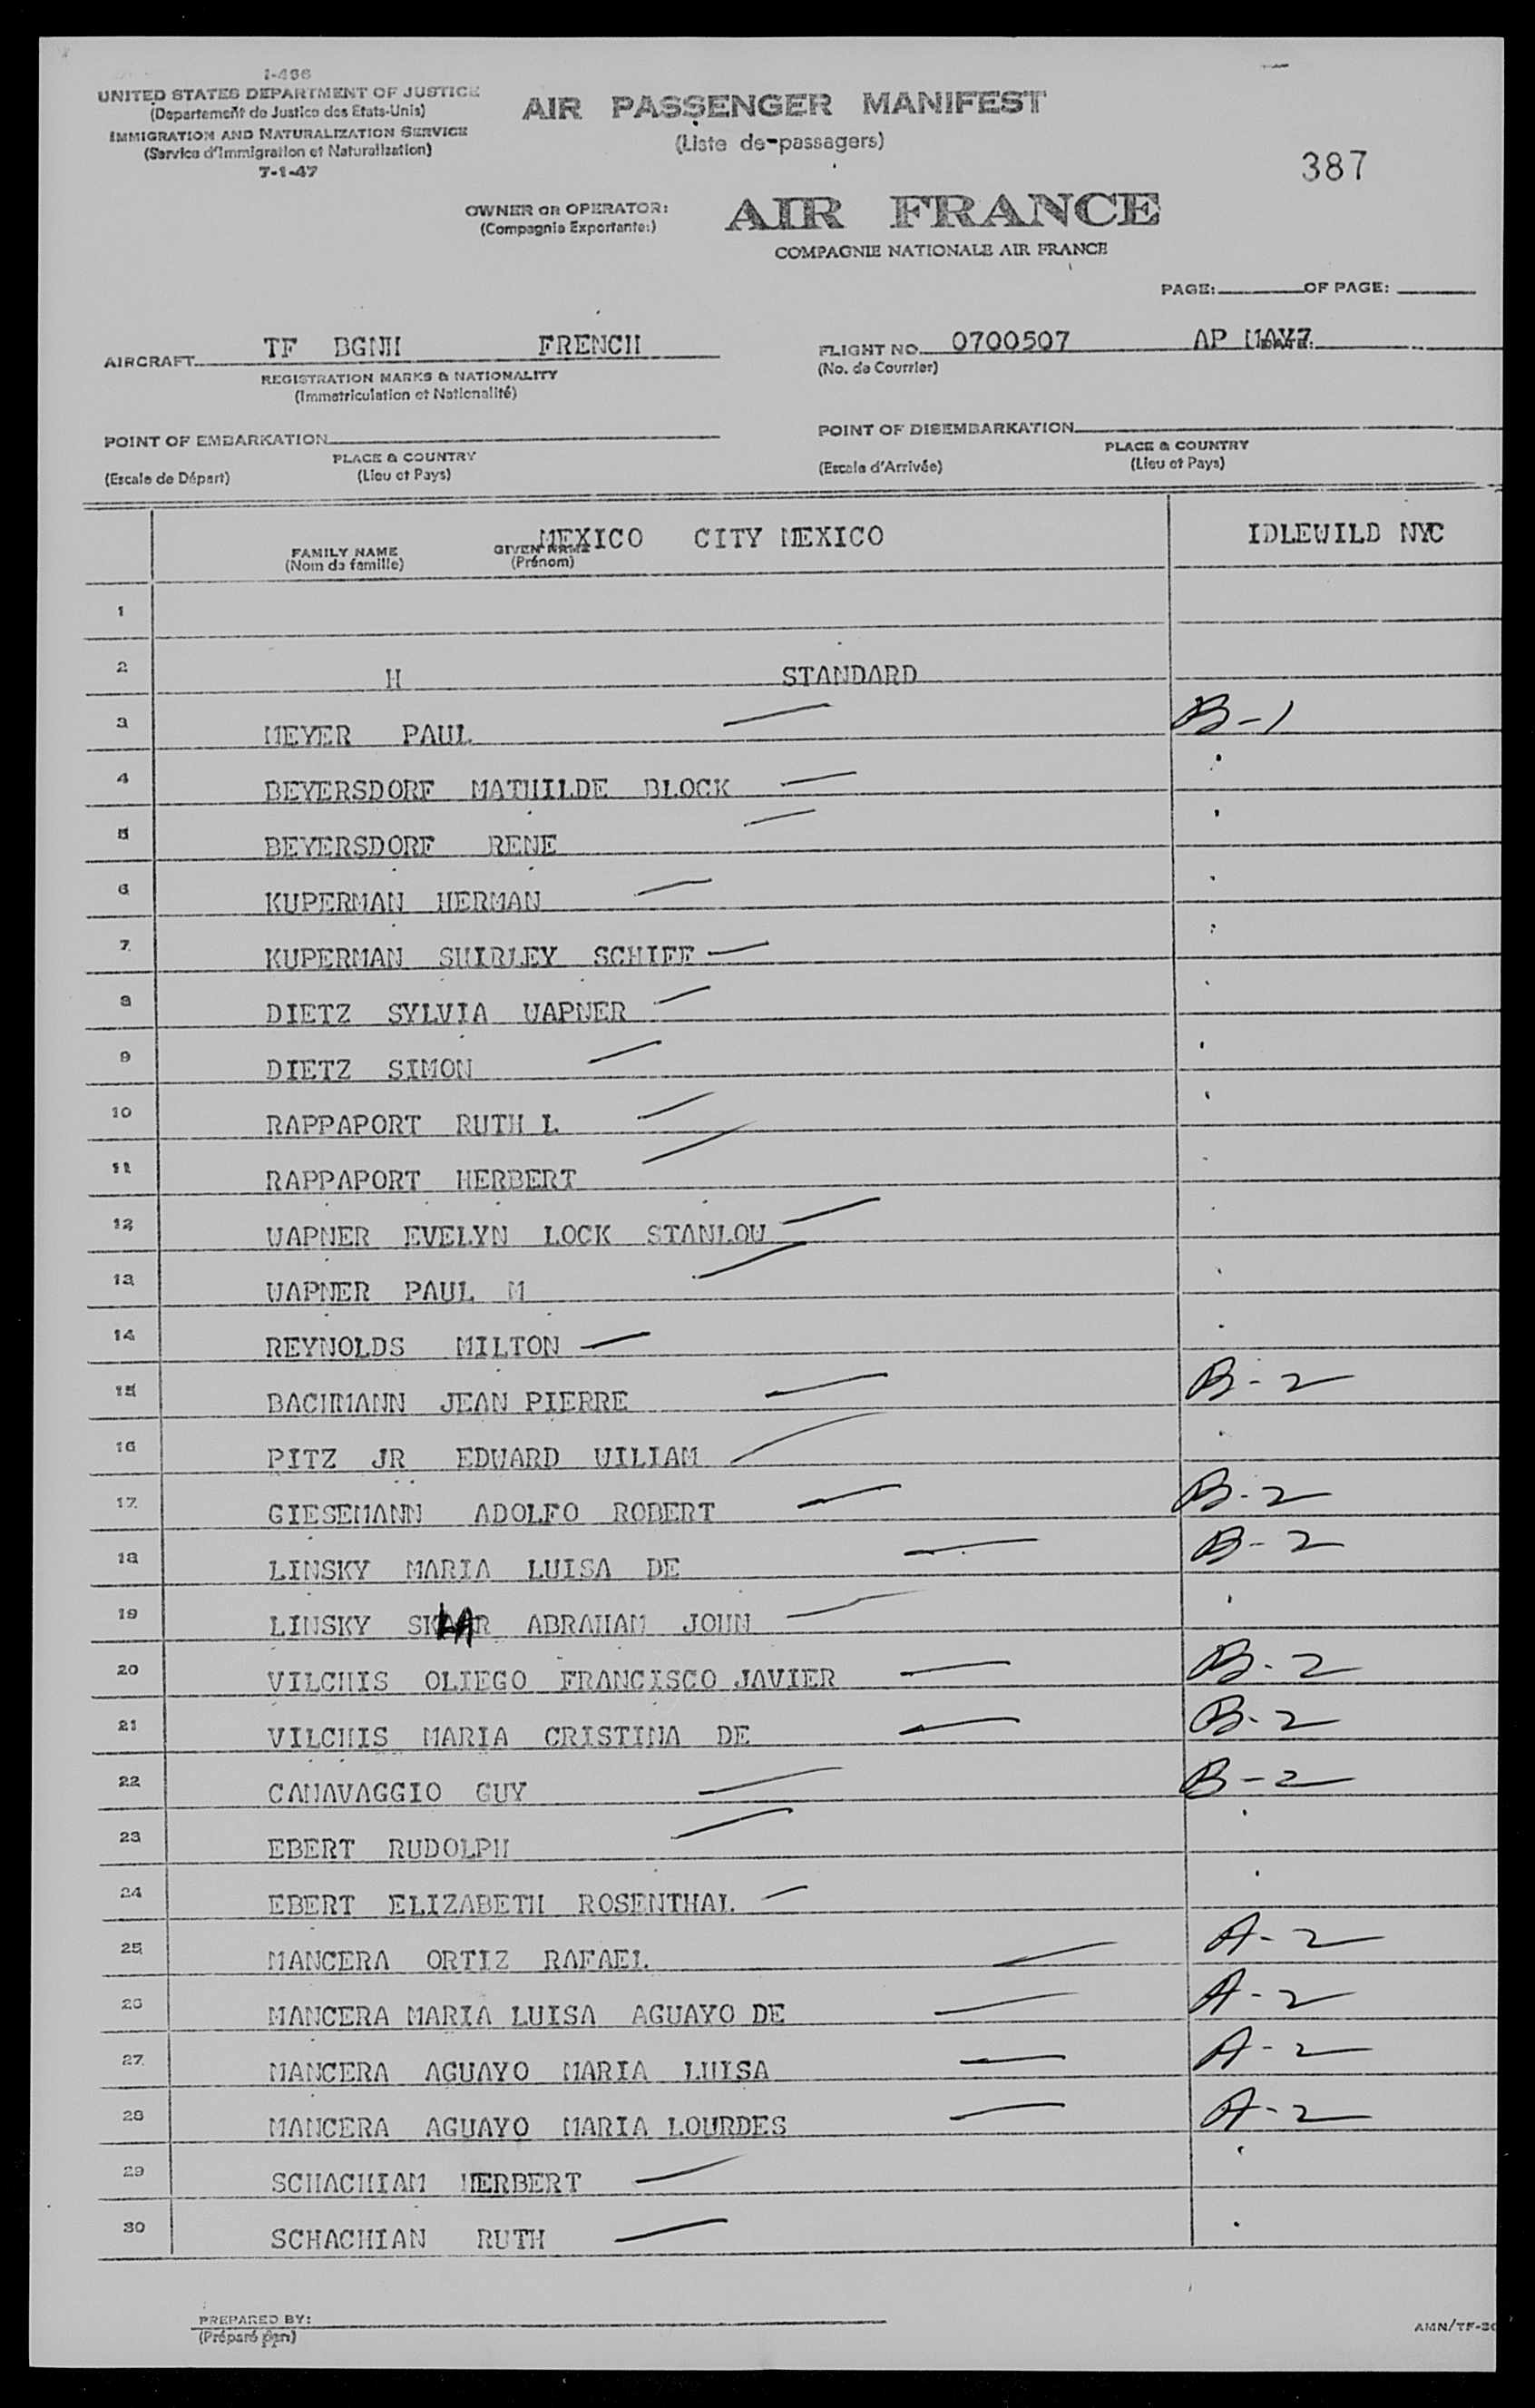 I-466
UNITED STATES DEPARTMENT OF JUSTICE
(Departement de Justice des Etats-Unis)
IMMIGRATION AND NATURALIZATION SERVICE
(Service d'Immigration et Naturalization)
7-1-47
AIR PASSENGER MANIFEST
(Liste de-passagers)
387
OWNER OR OPERATOR:
(Compagnie Exportante:)
AIR FRANCE
COMPAGNIE NATIONALE AIR FRANCE
PAGE: OF PAGE:
AIRCRAFT TF BGNH FRENCH
REGISTRATION MARKS & NATIONALITY
(Immatriculation et Nationalité)
FLIGHT NO. 0700507 AP MAY7
(No. de Courrier)
POINT OF EMBARKATION
PLACE & COUNTRY
(Escale de Départ) (Lieu et Pays)
POINT OF DISEMBARKATION
PLACE & COUNTRY
(Escale d'Arrivée) (Lieu et Pays)
MEXICO CITY MEXICO IDLEWILD NYC
FAMILY NAME GIVEN NAME
(Nom de famille) (Prénom)
1
2 H STANDARD
3 MEYER PAUL B-1
4 BEYERSDORF MATHILDE BLOCK
5 BEYERSDORF RENE
6 KUPERMAN HERMAN
7 KUPERMAN SHIRLEY SCHIFF
8 DIETZ SYLVIA WAPNER
9 DIETZ SIMON
10 RAPPAPORT RUTH L
11 RAPPAPORT HERBERT
12 WAPNER EVELYN LOCK STANLOW
13 WAPNER PAUL M
14 REYNOLDS MILTON
15 BACHMANN JEAN PIERRE B-2
16 PITZ JR EDWARD WILIAM
17 GIESEMANN ADOLFO ROBERT B-2
18 LINSKY MARIA LUISA DE B-2
19 LINSKY SKLAR ABRAHAM JOHN
20 VILCHIS OLIEGO FRANCISCO JAVIER B-2
21 VILCHIS MARIA CRISTINA DE B-2
22 CANAVAGGIO GUY B-2
23 EBERT RUDOLPH
24 EBERT ELIZABETH ROSENTHAL
25 MANCERA ORTIZ RAFAEL A-2
26 MANCERA MARIA LUISA AGUAYO DE A-2
27 MANCERA AGUAYO MARIA LUISA A-2
28 MANCERA AGUAYO MARIA LOURDES A-2
29 SCHACHIAM HERBERT
30 SCHACHIAN RUTH
PREPARED BY:
(Préparé par)